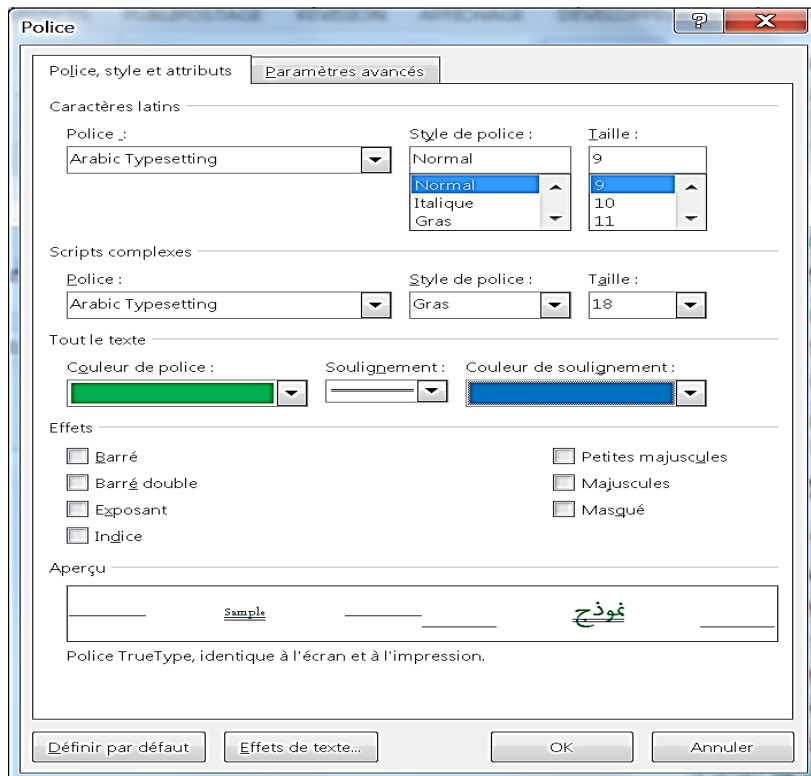 PUBLIPOSTAGE RÉVISION AFFICHAGE
Police
Police, style et attributs Paramètres avancés
Caractères latins
Police : Style de police : Taille :
Arabic Typesetting Normal 9
Normal 9
Italique 10
Gras 11
Scripts complexes
Police : Style de police : Taille :
Arabic Typesetting Gras 18
Tout le texte
Couleur de police : Soulignement : Couleur de soulignement :
Effets
Barré Petites majuscules
Barré double Majuscules
Exposant Masqué
Indice
Aperçu
Sample نموذج
Police TrueType, identique à l'écran et à l'impression.
Définir par défaut Effets de texte... OK Annuler